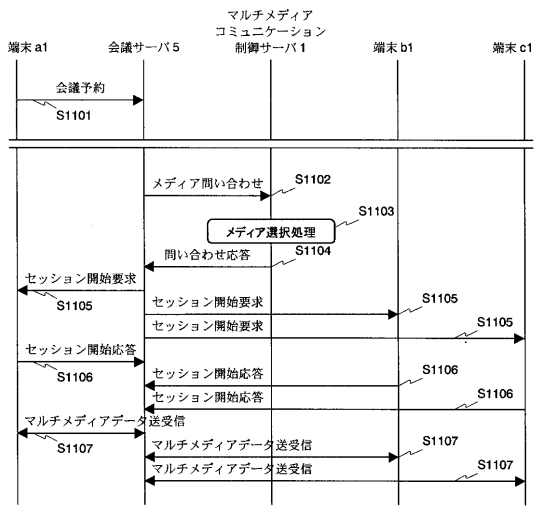 マルチメディア
コミュニケーション
端末 a1 会議サーバ 5 制御サーバ 1 端末 b1 端末 c1
会議予約
S1101
メディア問い合わせ
S1102
S1103
メディア選択処理
問い合わせ応答
S1104
セッション開始要求
S1105
セッション開始要求
S1105
セッション開始要求
S1105
セッション開始応答
S1106
セッション開始応答
S1106
セッション開始応答
S1106
マルチメディアデータ送受信
S1107
マルチメディアデータ送受信
S1107
マルチメディアデータ送受信
S1107